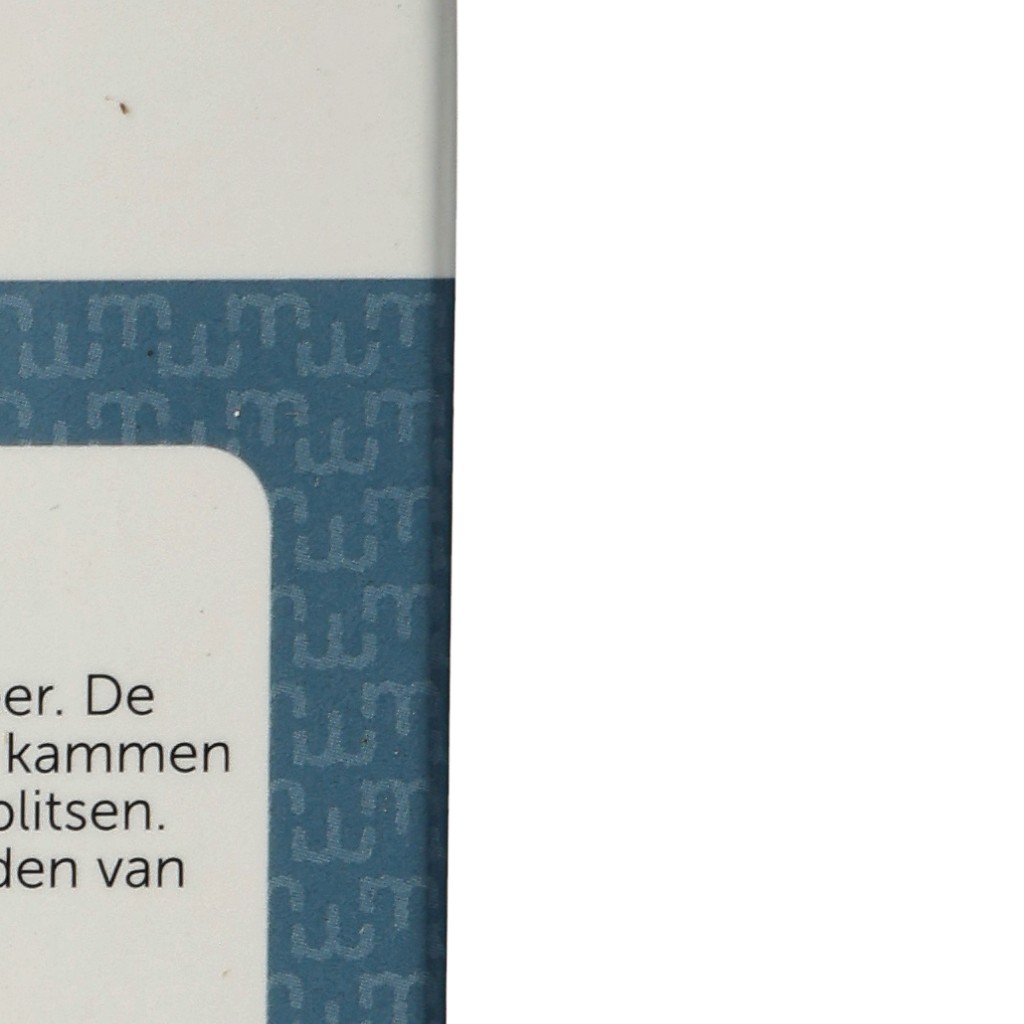 er. De
kammen
litsen.
den van